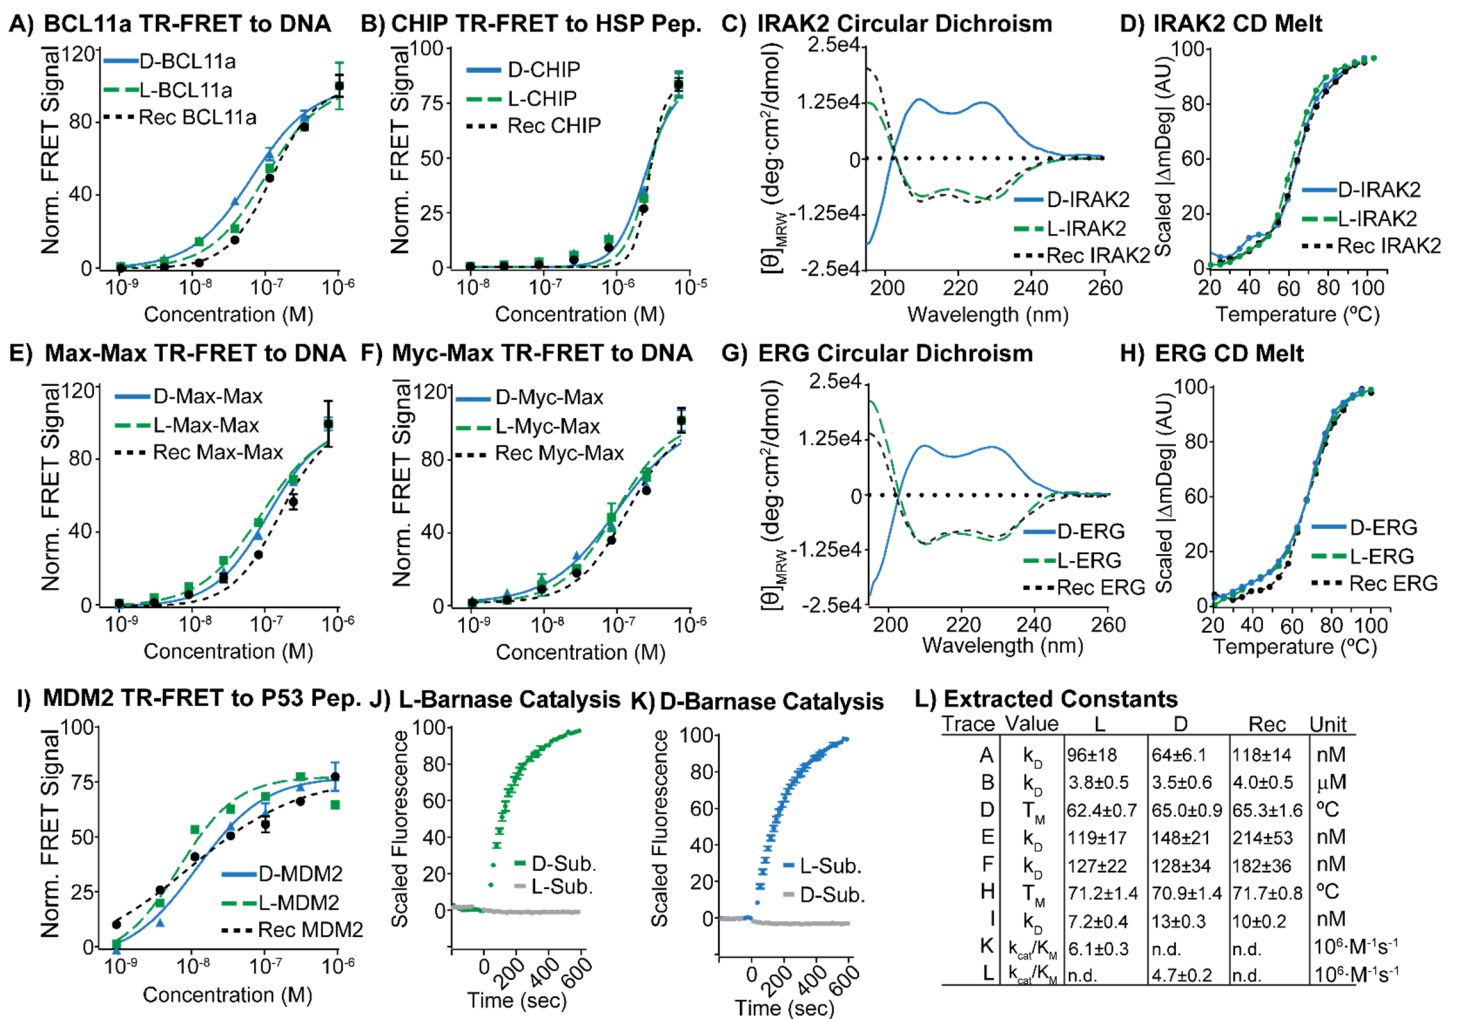 A) BCL11a TR-FRET to DNA
Norm. FRET Signal
120
80
40
0
D-BCL11a
L-BCL11a
Rec BCL11a
10⁻⁹ 10⁻⁸ 10⁻⁷ 10⁻⁶
Concentration (M)
B) CHIP TR-FRET to HSP Pep.
Norm. FRET Signal
100
75
50
25
0
D-CHIP
L-CHIP
Rec CHIP
10⁻⁸ 10⁻⁷ 10⁻⁶ 10⁻⁵
Concentration (M)
C) IRAK2 Circular Dichroism
[θ]MRW (deg·cm²/dmol)
2.5e4
1.25e4
0
-1.25e4
-2.5e4
D-IRAK2
L-IRAK2
Rec IRAK2
200 220 240 260
Wavelength (nm)
D) IRAK2 CD Melt
Scaled |ΔmDeg| (AU)
100
80
60
20
0
D-IRAK2
L-IRAK2
Rec IRAK2
20 40 60 80 100
Temperature (ºC)
E) Max-Max TR-FRET to DNA
Norm. FRET Signal
120
80
40
0
D-Max-Max
L-Max-Max
Rec Max-Max
10⁻⁹ 10⁻⁸ 10⁻⁷ 10⁻⁶
Concentration (M)
F) Myc-Max TR-FRET to DNA
Norm. FRET Signal
120
80
40
0
D-Myc-Max
L-Myc-Max
Rec Myc-Max
10⁻⁹ 10⁻⁸ 10⁻⁷ 10⁻⁶
Concentration (M)
G) ERG Circular Dichroism
[θ]MRW (deg·cm²/dmol)
2.5e4
1.25e4
0
-1.25e4
-2.5e4
D-ERG
L-ERG
Rec ERG
200 220 240 260
Wavelength (nm)
H) ERG CD Melt
Scaled |ΔmDeg| (AU)
100
80
60
20
0
D-ERG
L-ERG
Rec ERG
20 40 60 80 100
Temperature (ºC)
I) MDM2 TR-FRET to P53 Pep.
Norm. FRET Signal
100
75
50
25
0
D-MDM2
L-MDM2
Rec MDM2
10⁻⁹ 10⁻⁸ 10⁻⁷ 10⁻⁶
Concentration (M)
J) L-Barnase Catalysis
Scaled Fluorescence
100
80
60
40
20
0
D-Sub.
L-Sub.
0 200 400 600
Time (sec)
K) D-Barnase Catalysis
Scaled Fluorescence
100
80
60
40
20
0
L-Sub.
D-Sub.
0 200 400 600
Time (sec)
L) Extracted Constants
Trace Value L D Rec Unit
A kD 96±18 64±6.1 118±14 nM
B kD 3.8±0.5 3.5±0.6 4.0±0.5 μM
D TM 62.4±0.7 65.0±0.9 65.3±1.6 ºC
E kD 119±17 148±21 214±53 nM
F kD 127±22 128±34 182±36 nM
H TM 71.2±1.4 70.9±1.4 71.7±0.8 ºC
I kD 7.2±0.4 13±0.3 10±0.2 nM
K kcat/KM 6.1±0.3 n.d. n.d. 10⁶·M⁻¹s⁻¹
L kcat/KM n.d. 4.7±0.2 n.d. 10⁶·M⁻¹s⁻¹